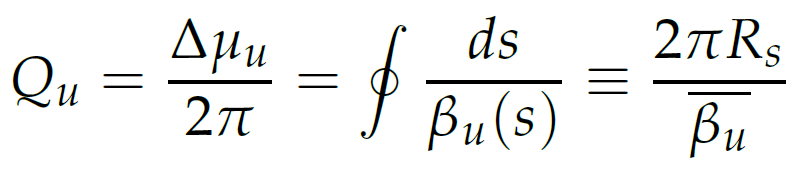 $Q_u = \frac{\Delta\mu_u}{2\pi} = \oint \frac{ds}{\beta_u(s)} \equiv \frac{2\pi R_s}{\overline{\beta_u}}$